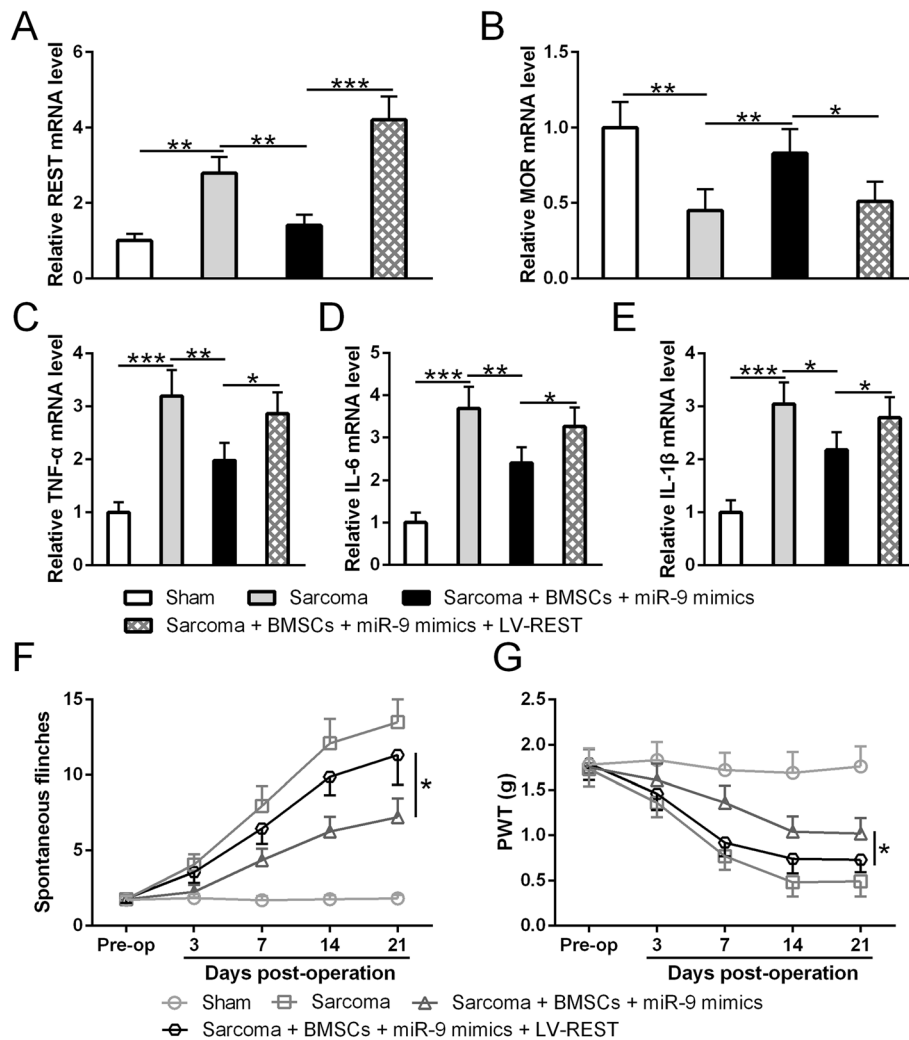 A
B
Relative REST mRNA level
6
4
2
0
**
**
***
Relative MOR mRNA level
1.5
1.0
0.5
0.0
**
**
*
C
D
E
Relative TNF-α mRNA level
4
3
2
1
0
***
**
*
Relative IL-6 mRNA level
5
4
3
2
1
0
***
**
*
Relative IL-1β mRNA level
4
3
2
1
0
***
*
*
Sham Sarcoma Sarcoma + BMSCs + miR-9 mimics
Sarcoma + BMSCs + miR-9 mimics + LV-REST
F
G
Spontaneous flinches
15
10
5
0
*
Pre-op 3 7 14 21
Days post-operation
PWT (g)
2.5
2.0
1.5
1.0
0.5
0.0
*
Pre-op 3 7 14 21
Days post-operation
Sham Sarcoma Sarcoma + BMSCs + miR-9 mimics
Sarcoma + BMSCs + miR-9 mimics + LV-REST